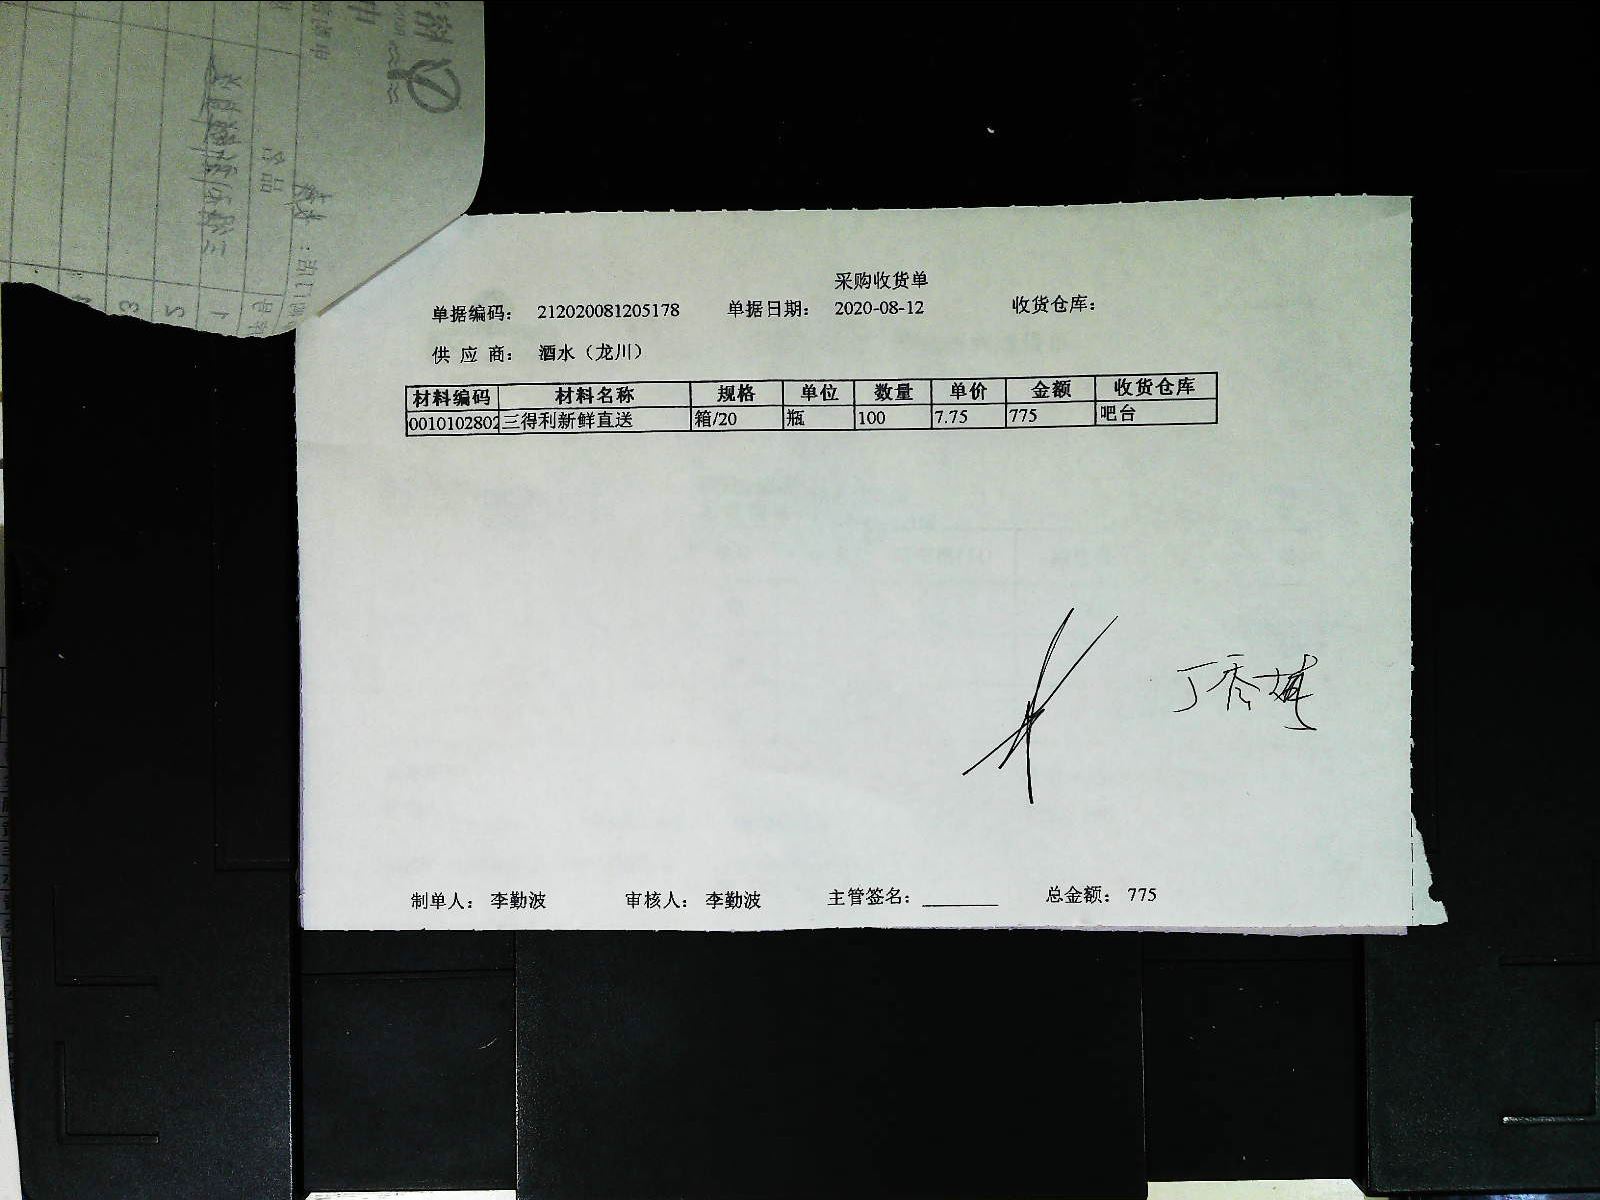 采购收货单
单据编码： 212020081205178 单据日期： 2020-08-12 收货仓库：
供 应 商： 酒水（龙川）
材料编码 材料名称 规格 单位 数量 单价 金额 收货仓库
0010102802 三得利新鲜直送 箱/20 瓶 100 7.75 775 吧台
制单人： 李勤波 审核人： 李勤波 主管签名：________ 总金额： 775